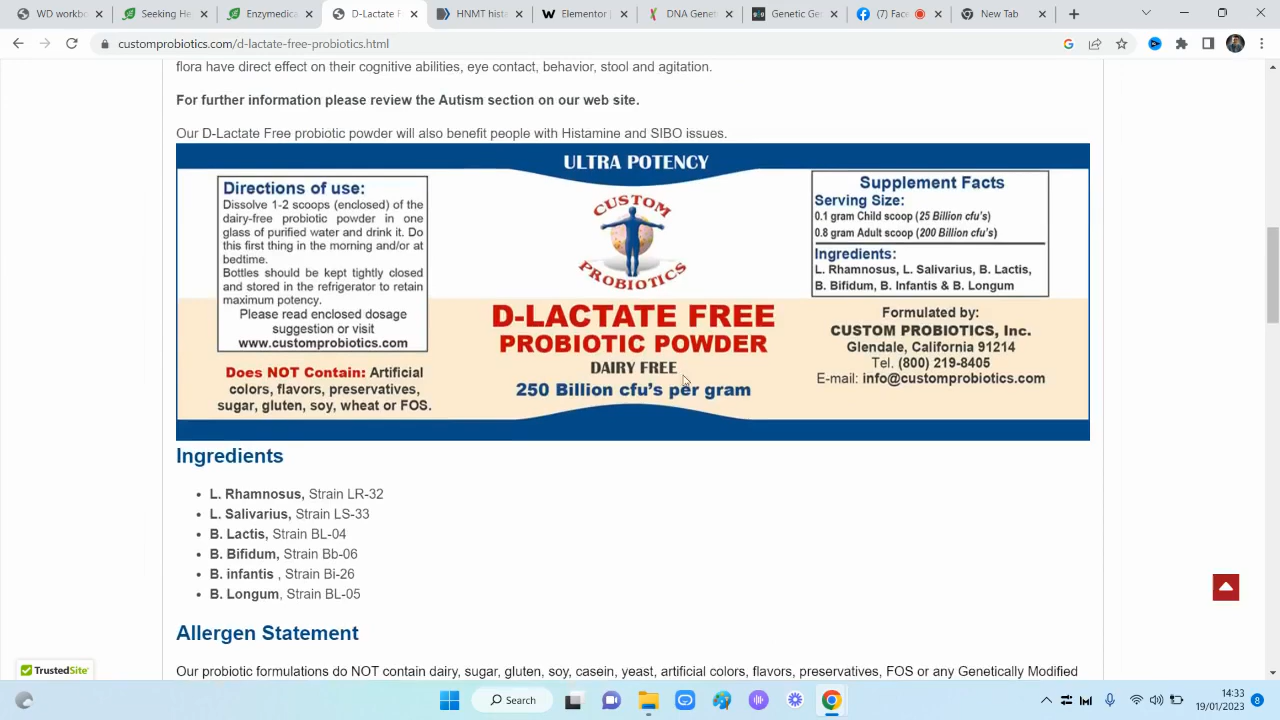 WD workbo
Seeking He
Seeking He
D-Lactate F
HNMT hist
Elementor
DNA Genet
Genetic Ge
(7) Face
New Tab
customprobiotics.com/d-lactate-free-probiotics.html
flora have direct effect on their cognitive abilities, eye contact, behavior, stool and agitation.
For further information please review the Autism section on our web site.
Our D-Lactate Free probiotic powder will also benefit people with Histamine and SIBO issues.
ULTRA POTENCY
Directions of use:
Dissolve 1-2 scoops (enclosed) of the
dairy-free probiotic powder in one
glass of purified water and drink it. Do
this first thing in the morning and/or at
bedtime.
Bottles should be kept tightly closed
and stored in the refrigerator to retain
maximum potency.
Please read enclosed dosage
suggestion or visit
www.customprobiotics.com
Does NOT Contain: Artificial
colors, flavors, preservatives,
sugar, gluten, soy, wheat or FOS.
CUSTOM
PROBIOTICS
D-LACTATE FREE
PROBIOTIC POWDER
DAIRY FREE
250 Billion cfu's per gram
Supplement Facts
Serving Size:
0.1 gram Child scoop (25 Billion cfu's)
0.8 gram Adult scoop (200 Billion cfu's)
Ingredients:
L. Rhamnosus, L. Salivarius, B. Lactis,
B. Bifidum, B. Infantis & B. Longum
Formulated by:
CUSTOM PROBIOTICS, Inc.
Glendale, California 91214
Tel. (800) 219-8405
E-mail: info@customprobiotics.com
Ingredients
L. Rhamnosus, Strain LR-32
L. Salivarius, Strain LS-33
B. Lactis, Strain BL-04
B. Bifidum, Strain Bb-06
B. infantis , Strain Bi-26
B. Longum, Strain BL-05
Allergen Statement
Our probiotic formulations do NOT contain dairy, sugar, gluten, soy, casein, yeast, artificial colors, flavors, preservatives, FOS or any Genetically Modified
TrustedSite
Search
14:33
19/01/2023
8